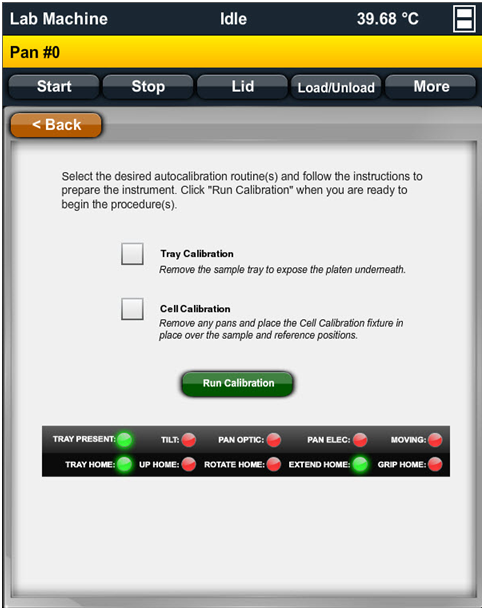 Lab Machine Idle 39.68 °C
Pan #0
Start Stop Lid Load/Unload More
< Back
Select the desired autocalibration routine(s) and follow the instructions to
prepare the instrument. Click "Run Calibration" when you are ready to
begin the procedure(s).
Tray Calibration
Remove the sample tray to expose the platen underneath.
Cell Calibration
Remove any pans and place the Cell Calibration fixture in
place over the sample and reference positions.
Run Calibration
TRAY PRESENT: TILT: PAN OPTIC: PAN ELEC: MOVING:
TRAY HOME: UP HOME: ROTATE HOME: EXTEND HOME: GRIP HOME: